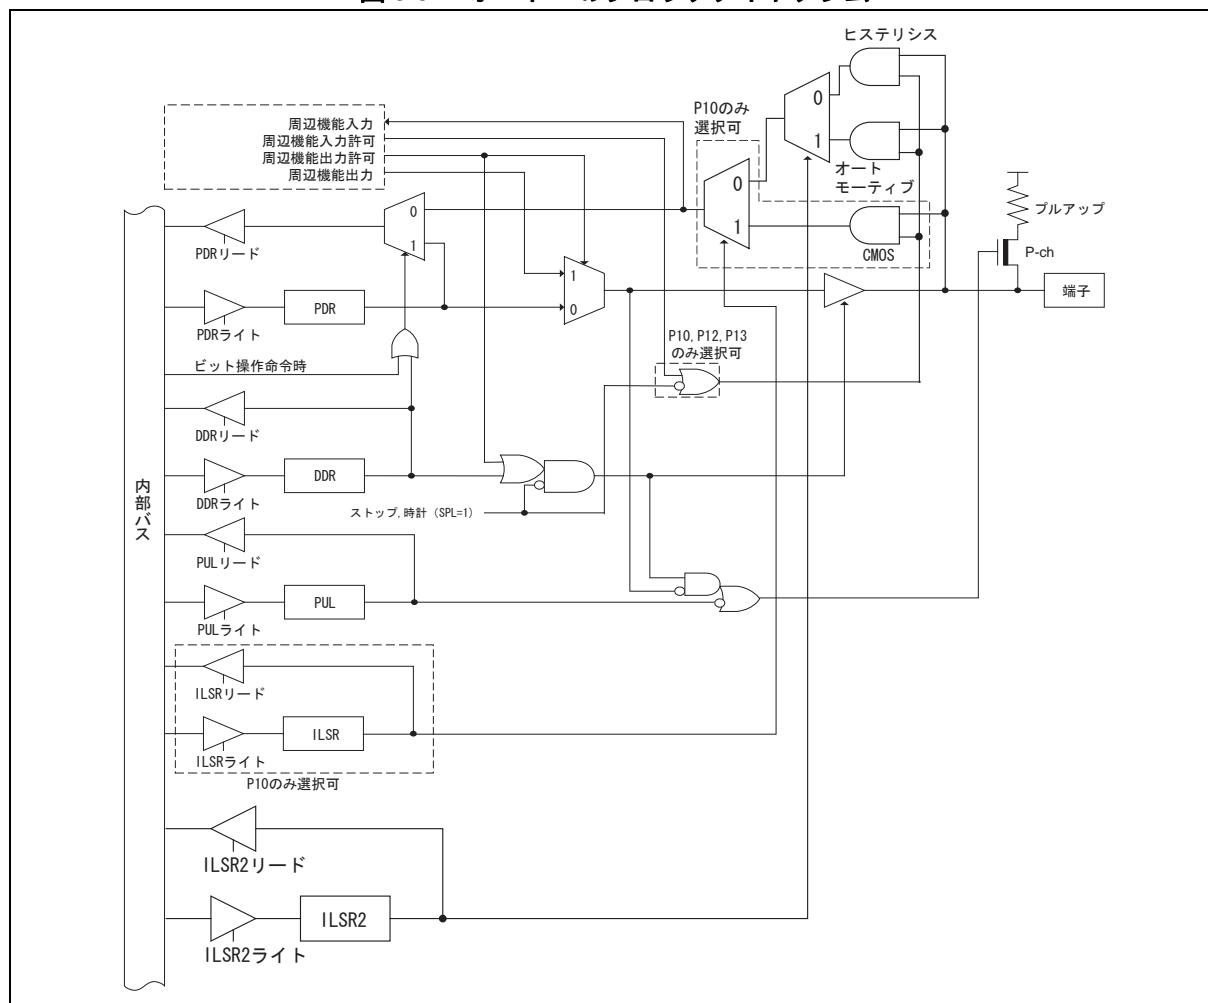 ヒステリシス
0
1
オート
モーティブ
P10のみ
選択可
0
1
CMOS
プルアップ
P-ch
端子
周辺機能入力
周辺機能入力許可
周辺機能出力許可
周辺機能出力
0
1
PDRリード
1
0
PDRライト
PDR
P10, P12, P13
のみ選択可
ビット操作命令時
DDRリード
DDRライト
DDR
内部バス
ストップ, 時計 (SPL=1)
PULリード
PULライト
PUL
ILSRリード
ILSRライト
ILSR
P10のみ選択可
ILSR2リード
ILSR2ライト
ILSR2